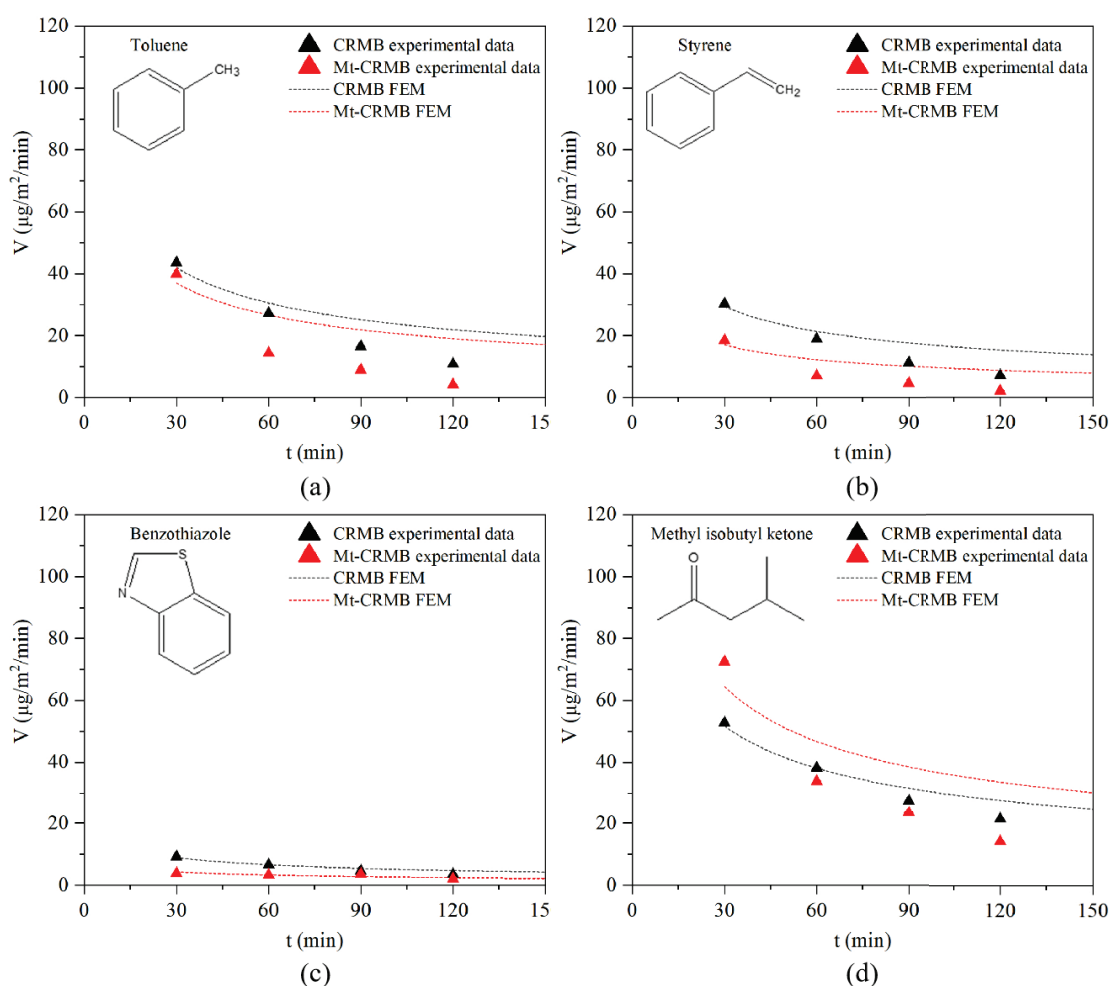 Toluene
CH3
CRMB experimental data
Mt-CRMB experimental data
CRMB FEM
Mt-CRMB FEM
V (μg/m²/min)
120
100
80
60
40
20
0
0 30 60 90 120 150
t (min)
(a)
Styrene
CH2
CRMB experimental data
Mt-CRMB experimental data
CRMB FEM
Mt-CRMB FEM
V (μg/m²/min)
120
100
80
60
40
20
0
0 30 60 90 120 150
t (min)
(b)
Benzothiazole
S
N
CRMB experimental data
Mt-CRMB experimental data
CRMB FEM
Mt-CRMB FEM
V (μg/m²/min)
120
100
80
60
40
20
0
0 30 60 90 120 150
t (min)
(c)
Methyl isobutyl ketone
O
CRMB experimental data
Mt-CRMB experimental data
CRMB FEM
Mt-CRMB FEM
V (μg/m²/min)
120
100
80
60
40
20
0
0 30 60 90 120 150
t (min)
(d)